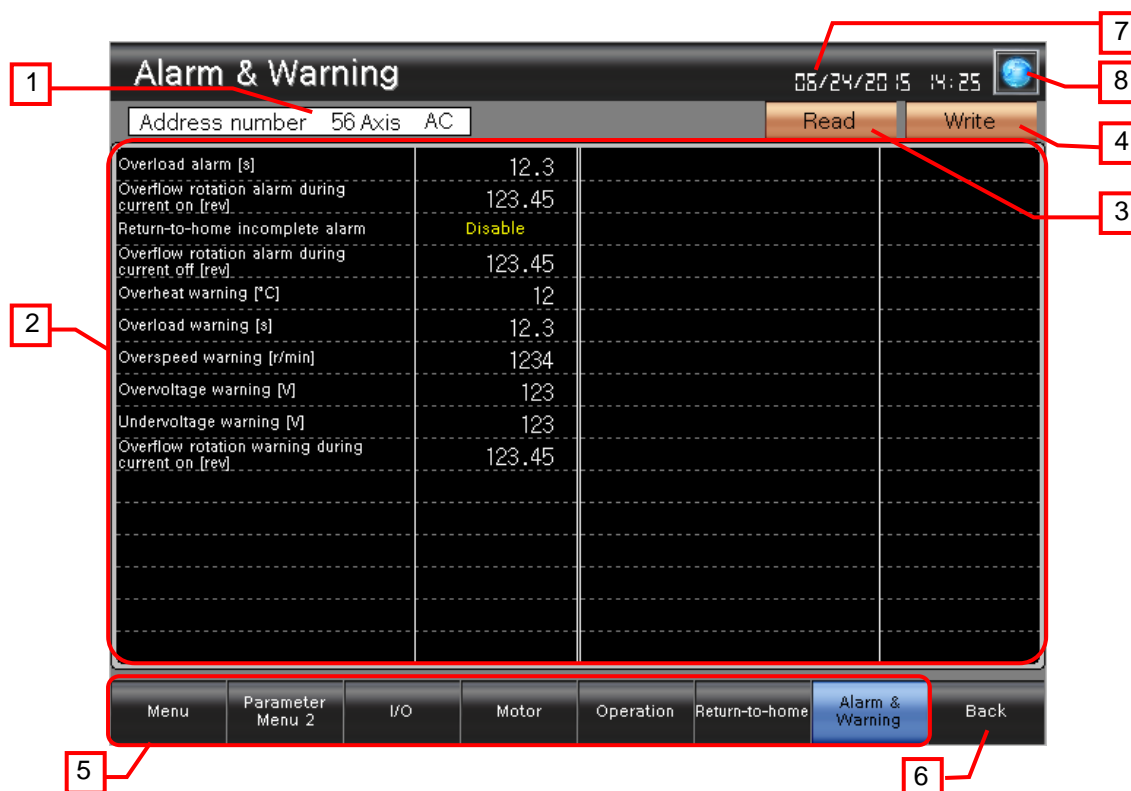 7
Alarm & Warning
06/24/2015 14:25
1
8
Address number 56 Axis AC
Read
Write
4
Overload alarm [s] 12.3
Overflow rotation alarm during
current on [rev] 123.45
3
Return-to-home incomplete alarm Disable
Overflow rotation alarm during
current off [rev] 123.45
Overheat warning [°C] 12
2
Overload warning [s] 12.3
Overspeed warning [r/min] 1234
Overvoltage warning [V] 123
Undervoltage warning [V] 123
Overflow rotation warning during
current on [rev] 123.45
Menu
Parameter
Menu 2
I/O
Motor
Operation
Return-to-home
Alarm &
Warning
Back
5
6